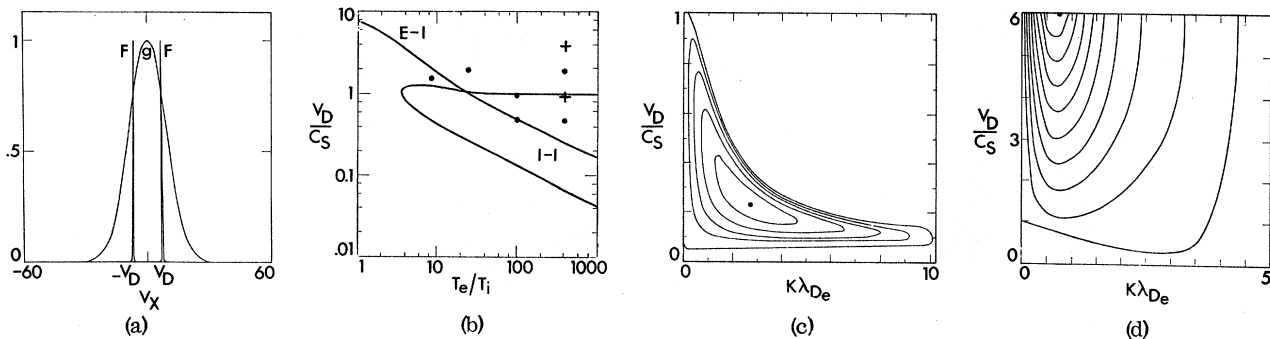 1
.5
0
F g F
-60 -V_D V_D 60
V_X
(a)
10
1
0.1
.01
V_D
C_S
E-I
I-I
1 10 100 1000
T_e/T_i
(b)
1
V_D
C_S
0
0 10
Kλ_De
(c)
6
3
0
V_D
C_S
0 5
Kλ_De
(d)